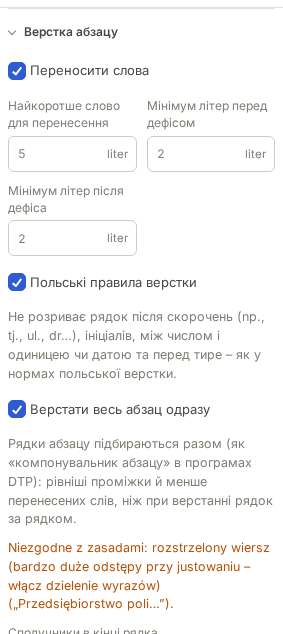 Верстка абзацу
Переносити слова
Найкоротше слово
для перенесення
Мінімум літер перед
дефісом
5 liter
2 liter
Мінімум літер після
дефіса
2 liter
Польські правила верстки
Не розриває рядок після скорочень (np.,
tj., ul., dr...), ініціалів, між числом і
одиницею чи датою та перед тире – як у
нормах польської верстки.
Верстати весь абзац одразу
Рядки абзацу підбираються разом (як
«компонувальник абзацу» в програмах
DTP): рівніші проміжки й менше
перенесених слів, ніж при верстанні рядок
за рядком.
Niezgodne z zasadami: rozstrzelony wiersz
(bardzo duże odstępy przy justowaniu –
włącz dzielenie wyrazów)
(„Przedsiębiorstwo poli...”).
Сполучники в кінці рядка